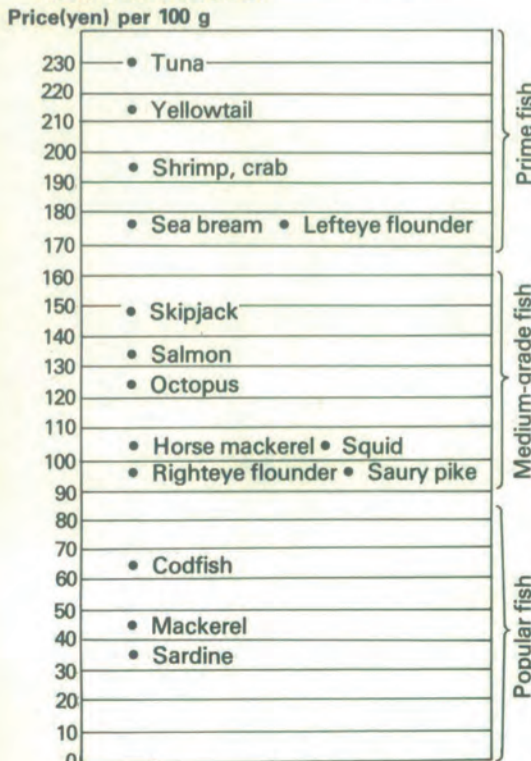 Price(yen) per 100 g
230 • Tuna
220
• Yellowtail
210
200
• Shrimp, crab
190
180
• Sea bream • Lefteye flounder
170
Prime fish
160
150 • Skipjack
140
• Salmon
130
• Octopus
120
110
• Horse mackerel • Squid
100
• Righteye flounder • Saury pike
90
Medium-grade fish
80
70
• Codfish
60
50
• Mackerel
40
• Sardine
30
20
10
0
Popular fish